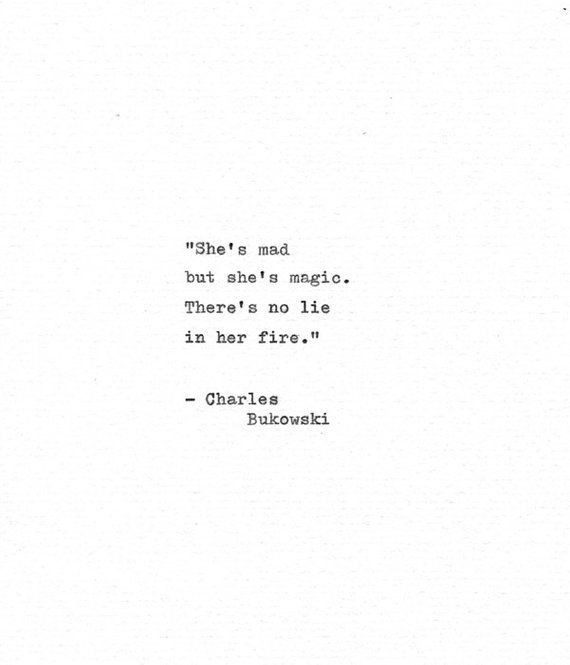 "She's mad
but she's magic.
There's no lie
in her fire."
– Charles
Bukowski